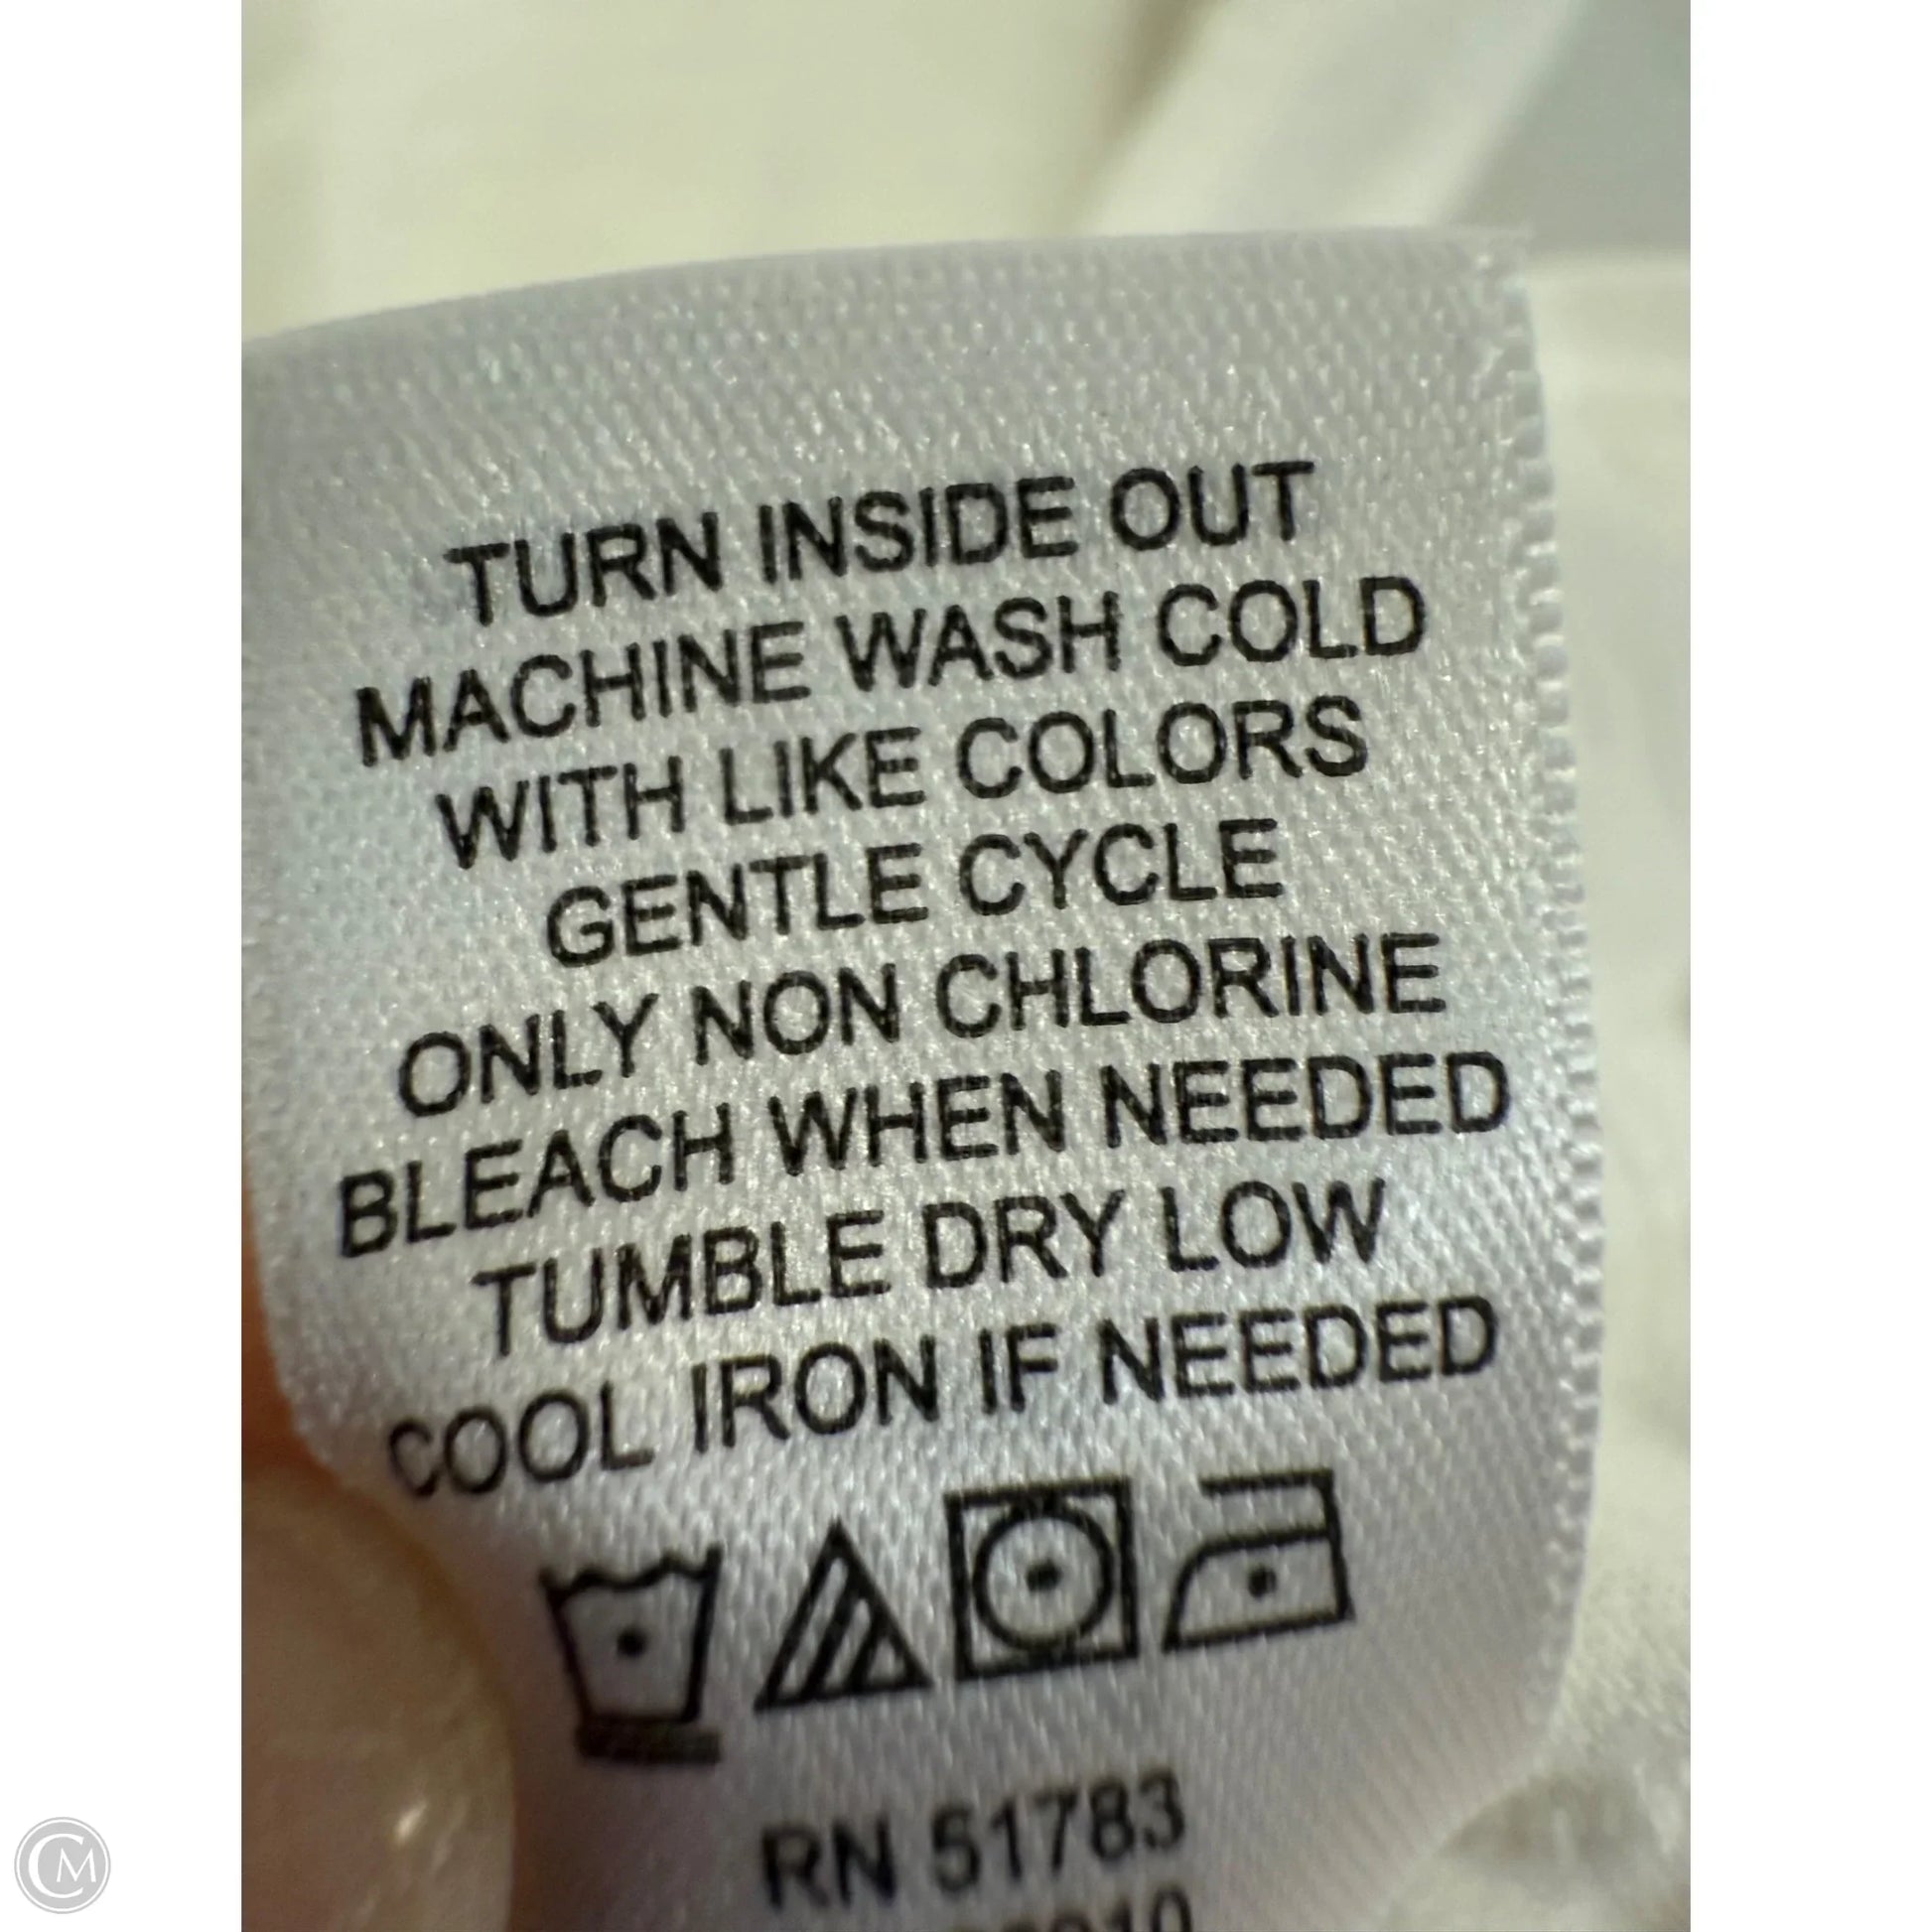 TURN INSIDE OUT
MACHINE WASH COLD
WITH LIKE COLORS
GENTLE CYCLE
ONLY NON CHLORINE
BLEACH WHEN NEEDED
TUMBLE DRY LOW
COOL IRON IF NEEDED
RN 51783
CM